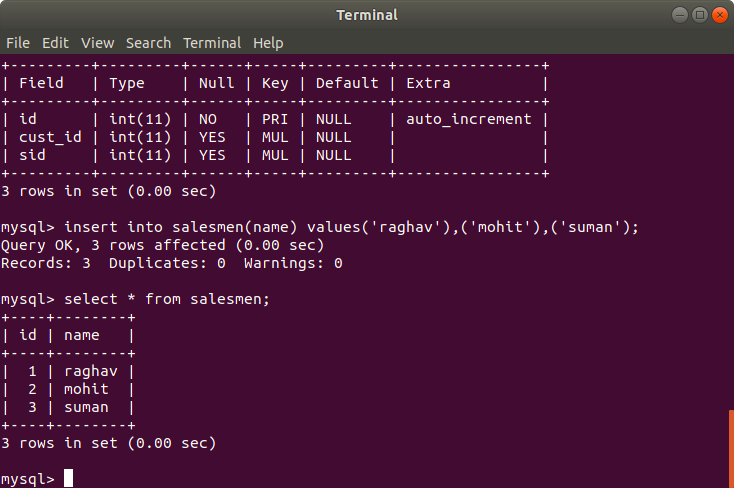 Terminal
File Edit View Search Terminal Help
+---------+---------+------+-----+---------+----------------+
| Field   | Type    | Null | Key | Default | Extra          |
+---------+---------+------+-----+---------+----------------+
| id      | int(11) | NO   | PRI | NULL    | auto_increment |
| cust_id | int(11) | YES  | MUL | NULL    |                |
| sid     | int(11) | YES  | MUL | NULL    |                |
+---------+---------+------+-----+---------+----------------+
3 rows in set (0.00 sec)
mysql> insert into salesmen(name) values('raghav'),('mohit'),('suman');
Query OK, 3 rows affected (0.00 sec)
Records: 3  Duplicates: 0  Warnings: 0
mysql> select * from salesmen;
+----+--------+
| id | name   |
+----+--------+
|  1 | raghav |
|  2 | mohit  |
|  3 | suman  |
+----+--------+
3 rows in set (0.00 sec)
mysql>